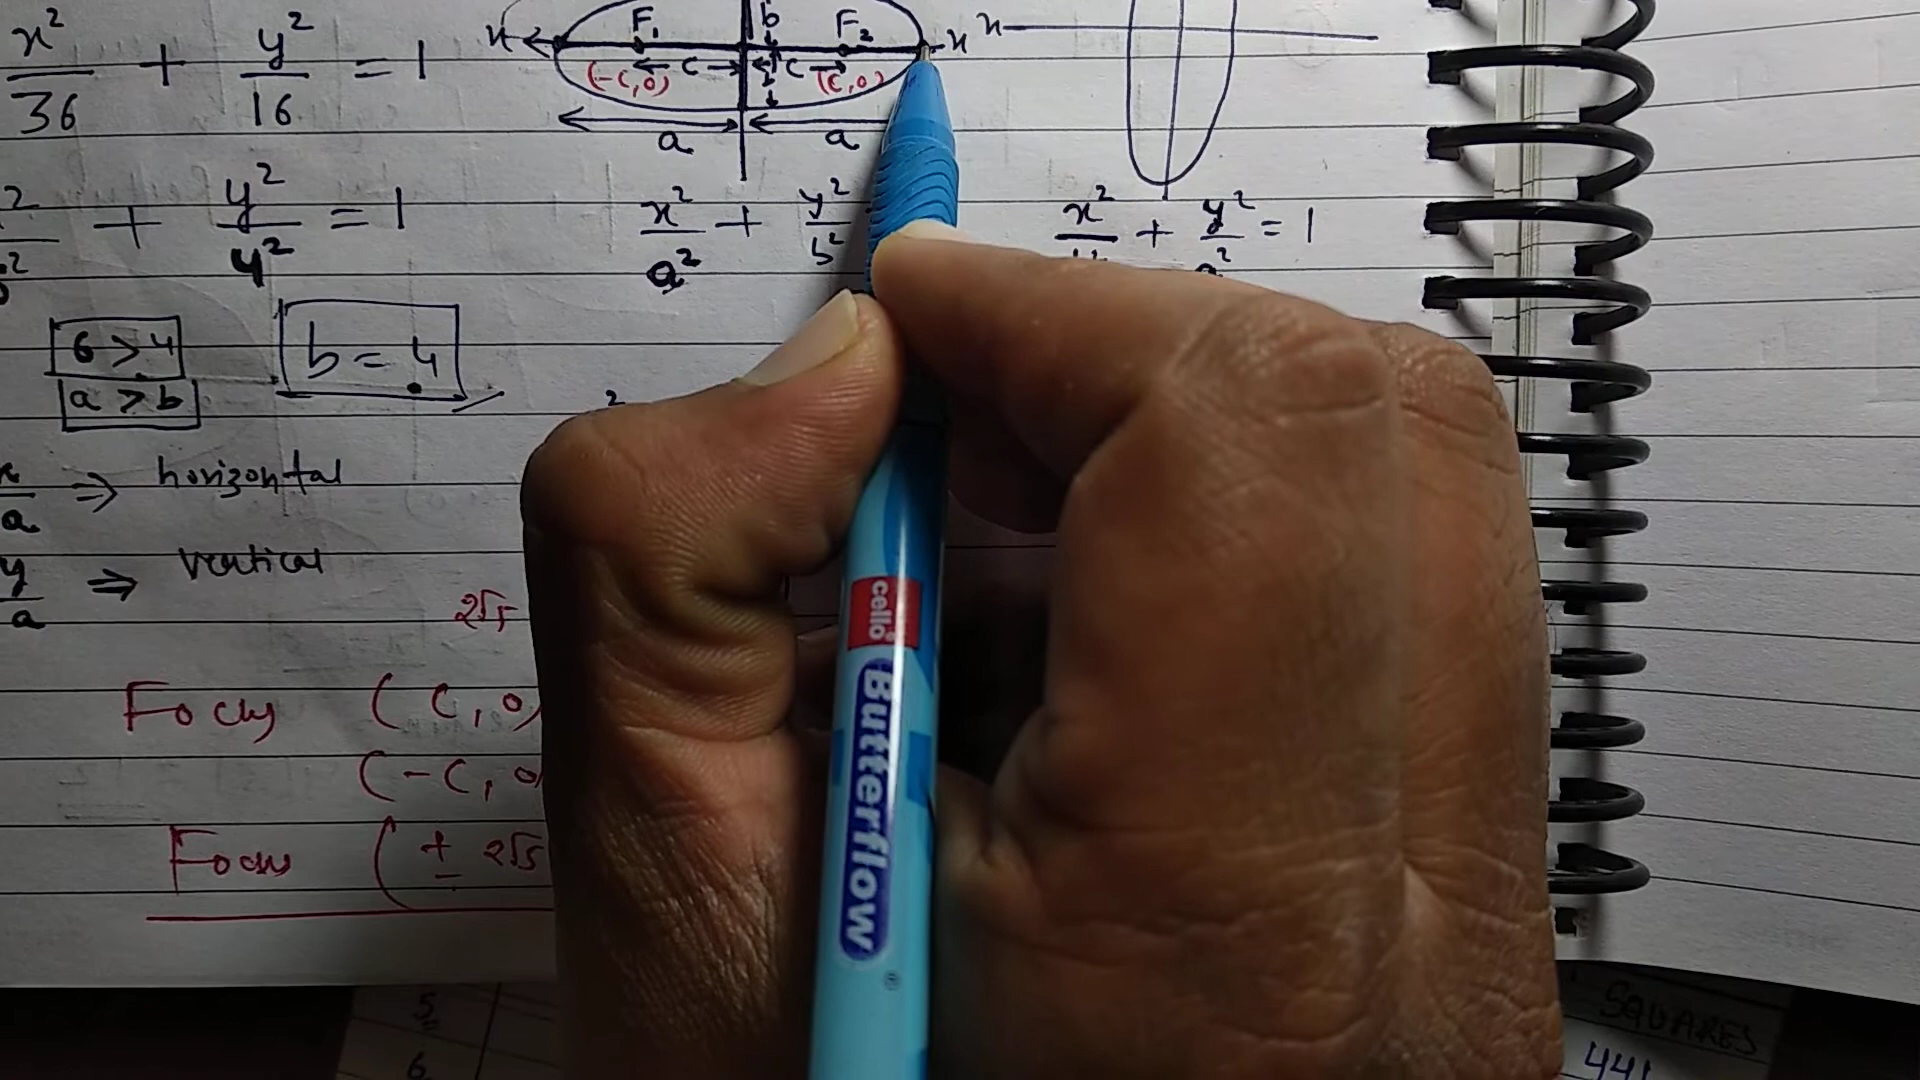 x²/36 + y²/16 = 1
x F₁ b F₂ x x
(-c,0) c c (c,0)
a a
y²/4² = 1
x²/a² + y²/b²
x² + y²/a² = 1
6 > 4
b = 4
a > b
x/a ⇒ horizontal
y/a ⇒ vertical
2√5
Focus (c,0)
(-c,0
Focus (± 2√5
cello
Butterflow®
5
6
SQUARES
441